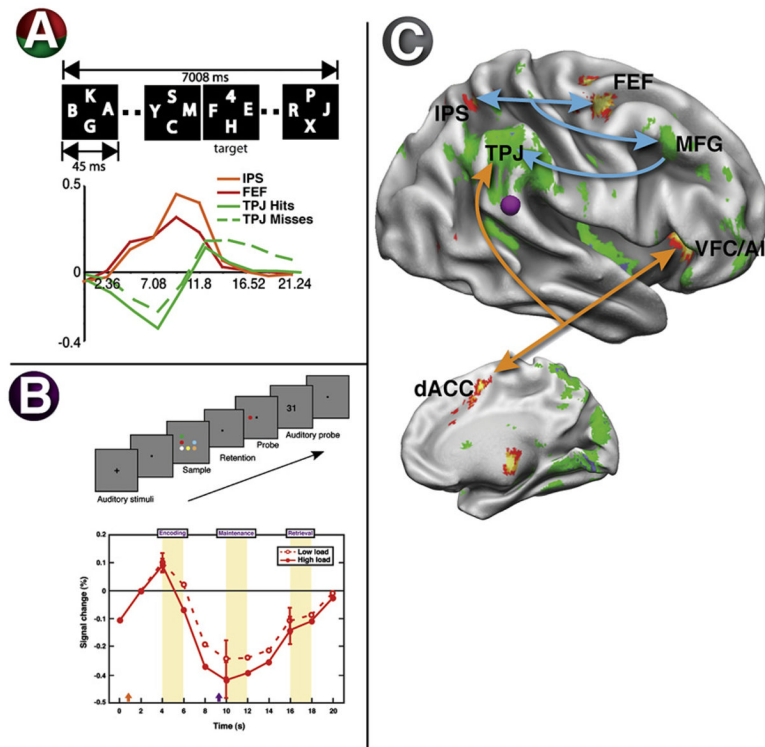 A
7008 ms
K
B A
G
S
Y M
C
4
F E
H
P
R J
X
45 ms
target
0.5
0
-0.4
IPS
FEF
TPJ Hits
TPJ Misses
2.36 7.08 11.8 16.52 21.24
B
Auditory stimuli
Sample
Retention
Probe
31
Auditory probe
Encoding Maintenance Retrieval
Low load
High load
Signal change (%)
0.2
0.1
0
-0.1
-0.2
-0.3
-0.4
-0.5
0 2 4 6 8 10 12 14 16 18 20
Time (s)
C
FEF
IPS
MFG
TPJ
VFC/AI
dACC